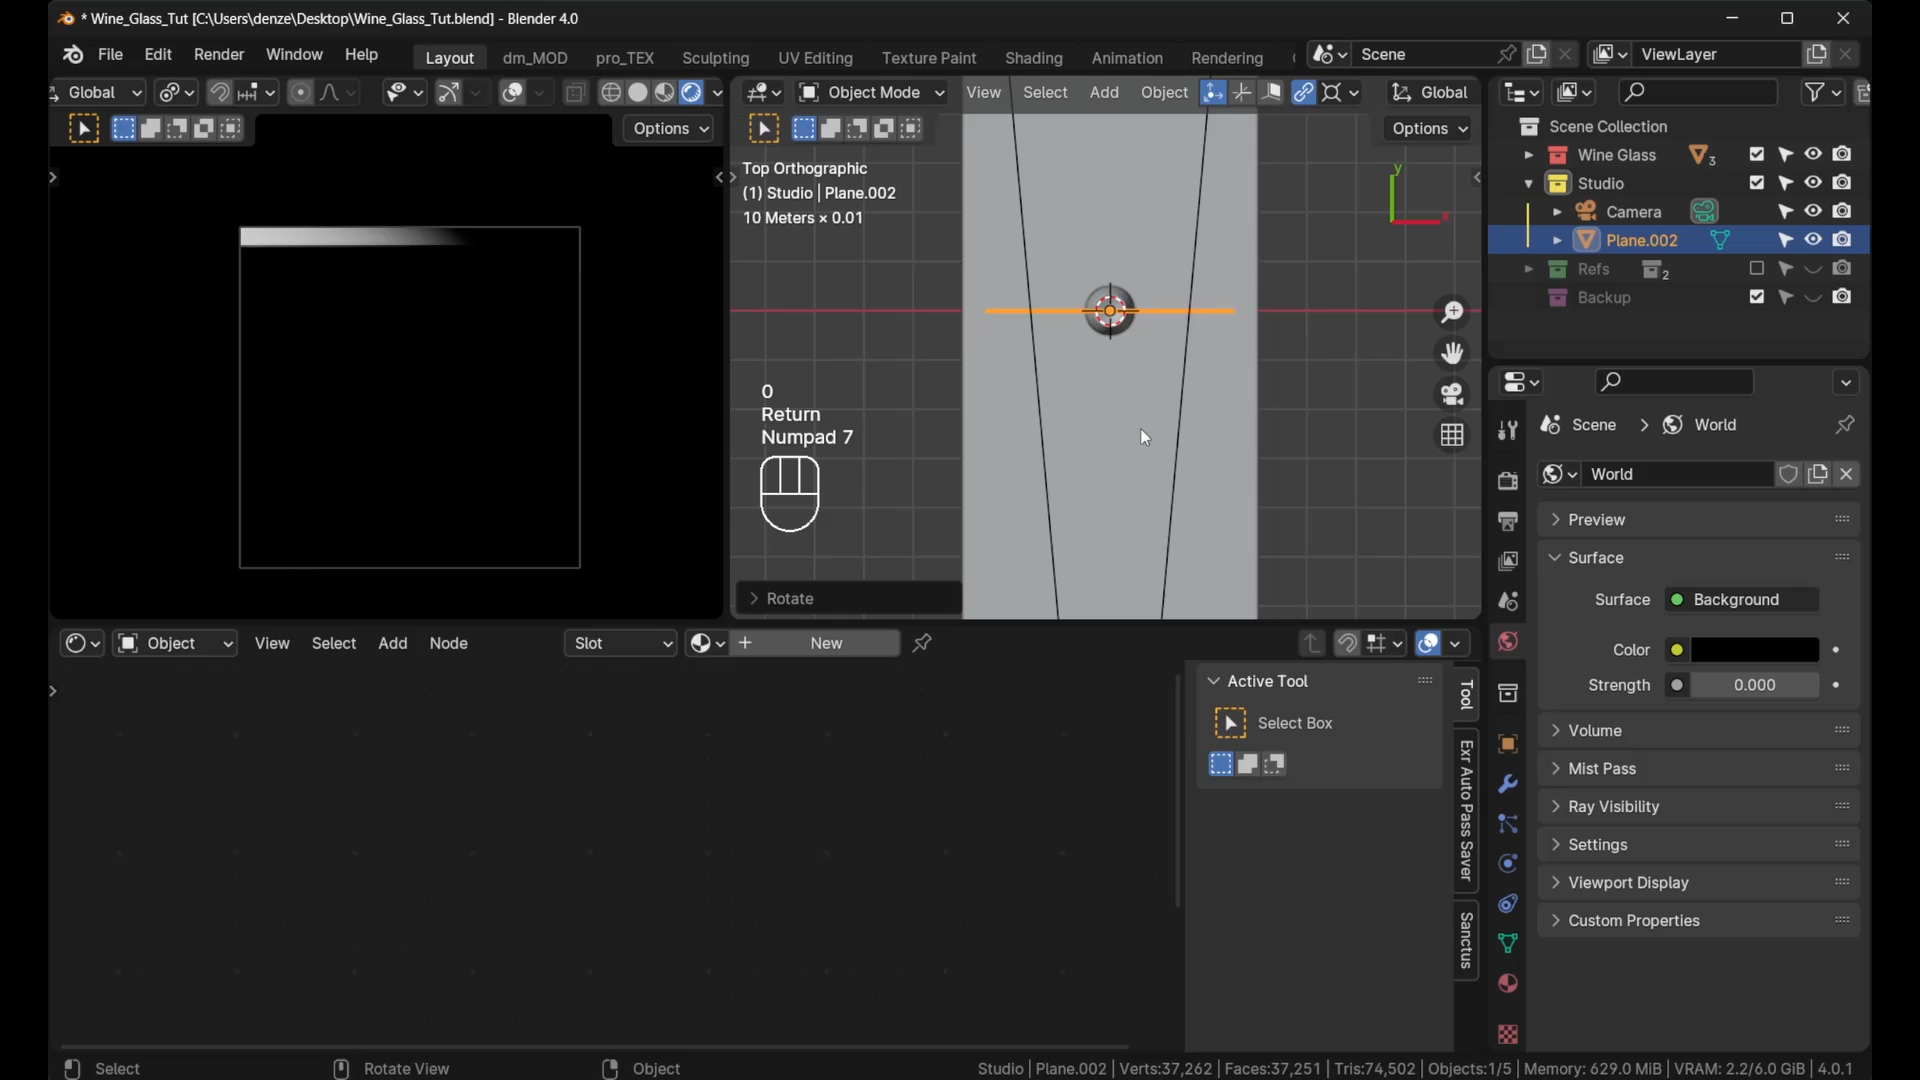 * Wine_Glass_Tut [C:\Users\denze\Desktop\Wine_Glass_Tut.blend] - Blender 4.0
File Edit Render Window Help Layout dm_MOD pro_TEX Sculpting UV Editing Texture Paint Shading Animation Rendering Scene ViewLayer
Global Object Mode View Select Add Object Global
Options Options
Top Orthographic
(1) Studio | Plane.002
10 Meters × 0.01
y
Scene Collection
Wine Glass 3
Studio
Camera
Plane.002
Refs 2
Backup
0
Return
Numpad 7
Rotate
Scene World
World
Preview
Surface
Surface Background
Color
Strength 0.000
Volume
Mist Pass
Ray Visibility
Settings
Viewport Display
Custom Properties
Object View Select Add Node Slot New
Active Tool
Select Box
Tool
Exr Auto Pass Saver
Sanctus
Select Rotate View Object Studio | Plane.002 | Verts:37,262 | Faces:37,251 | Tris:74,502 | Objects:1/5 | Memory: 629.0 MiB | VRAM: 2.2/6.0 GiB | 4.0.1